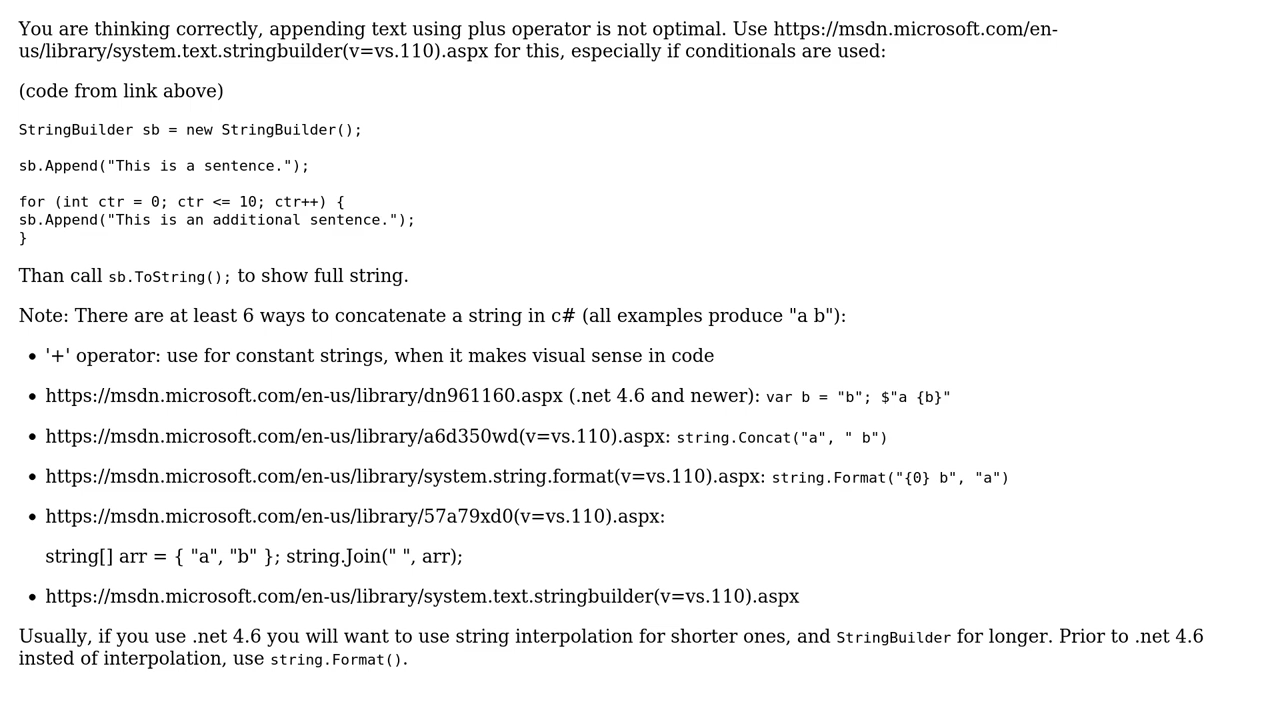 You are thinking correctly, appending text using plus operator is not optimal. Use https://msdn.microsoft.com/en-
us/library/system.text.stringbuilder(v=vs.110).aspx for this, especially if conditionals are used:
(code from link above)
StringBuilder sb = new StringBuilder();
sb.Append("This is a sentence.");
for (int ctr = 0; ctr <= 10; ctr++) {
sb.Append("This is an additional sentence.");
}
Than call sb.ToString(); to show full string.
Note: There are at least 6 ways to concatenate a string in c# (all examples produce "a b"):
• '+' operator: use for constant strings, when it makes visual sense in code
• https://msdn.microsoft.com/en-us/library/dn961160.aspx (.net 4.6 and newer): var b = "b"; $"a {b}"
• https://msdn.microsoft.com/en-us/library/a6d350wd(v=vs.110).aspx: string.Concat("a", " b")
• https://msdn.microsoft.com/en-us/library/system.string.format(v=vs.110).aspx: string.Format("{0} b", "a")
• https://msdn.microsoft.com/en-us/library/57a79xd0(v=vs.110).aspx:
string[] arr = { "a", "b" }; string.Join(" ", arr);
• https://msdn.microsoft.com/en-us/library/system.text.stringbuilder(v=vs.110).aspx
Usually, if you use .net 4.6 you will want to use string interpolation for shorter ones, and StringBuilder for longer. Prior to .net 4.6
insted of interpolation, use string.Format().